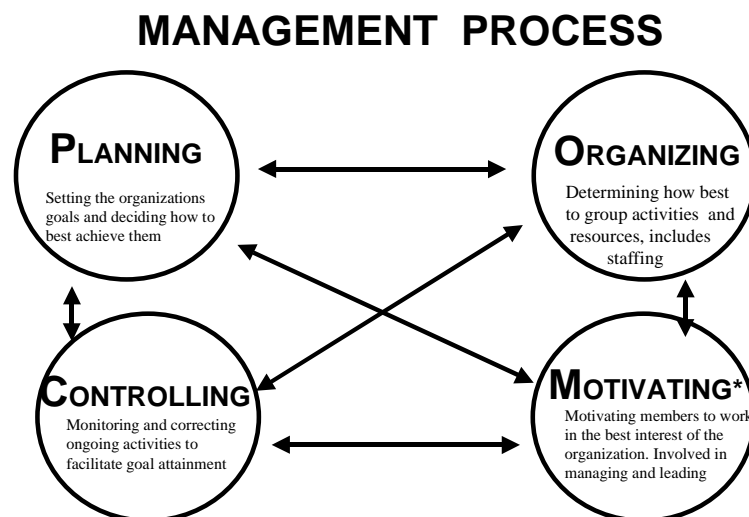 MANAGEMENT PROCESS
PLANNING
Setting the organizations
goals and deciding how to
best achieve them
ORGANIZING
Determining how best
to group activities and
resources, includes
staffing
CONTROLLING
Monitoring and correcting
ongoing activities to
facilitate goal attainment
MOTIVATING*
Motivating members to work
in the best interest of the
organization. Involved in
managing and leading